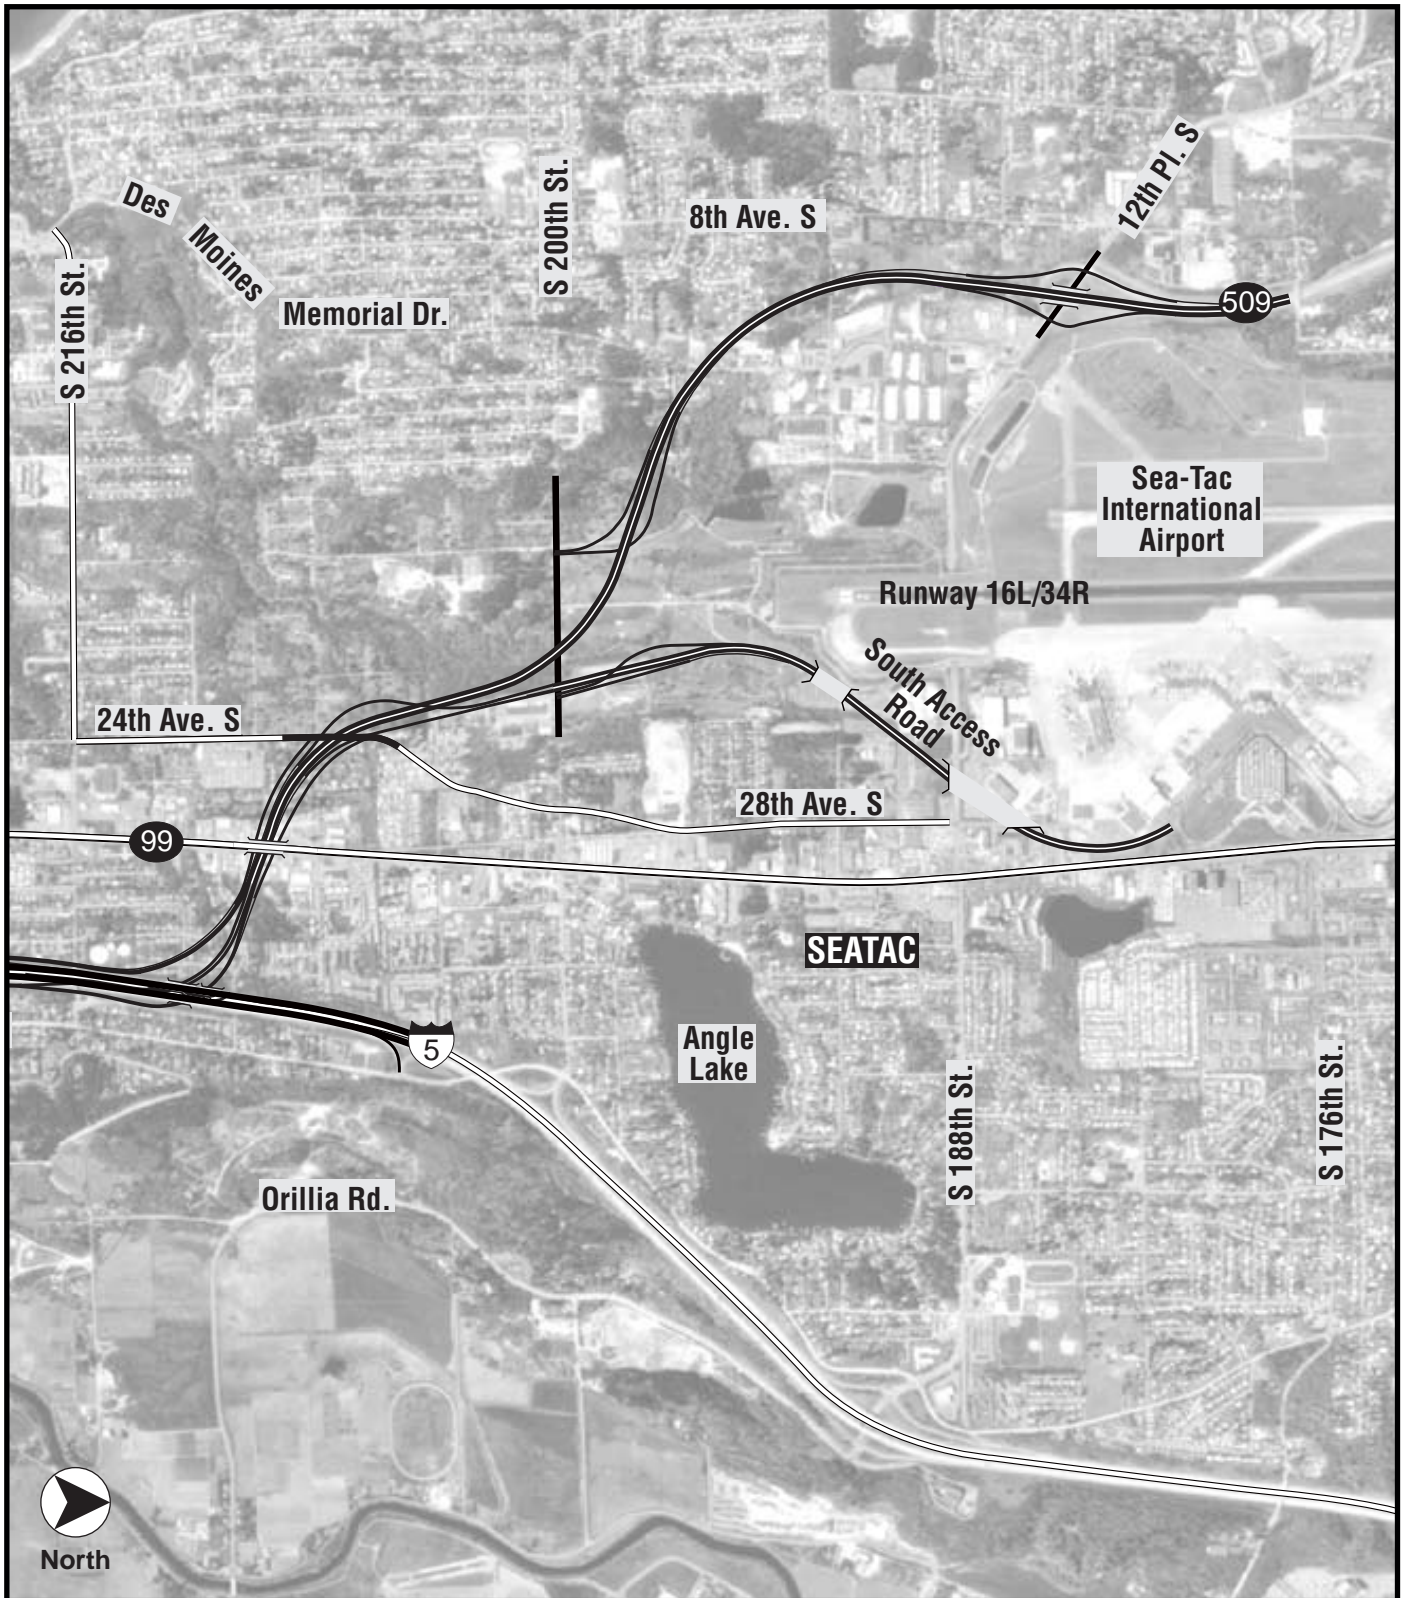 12th Pl. S
Des
Moines
Memorial Dr.
S 200th St.
8th Ave. S
S 216th St.
509
Sea-Tac
International
Airport
Runway 16L/34R
South Access
Road
24th Ave. S
28th Ave. S
99
SEATAC
5
Angle
Lake
S 188th St.
S 176th St.
Orillia Rd.
North